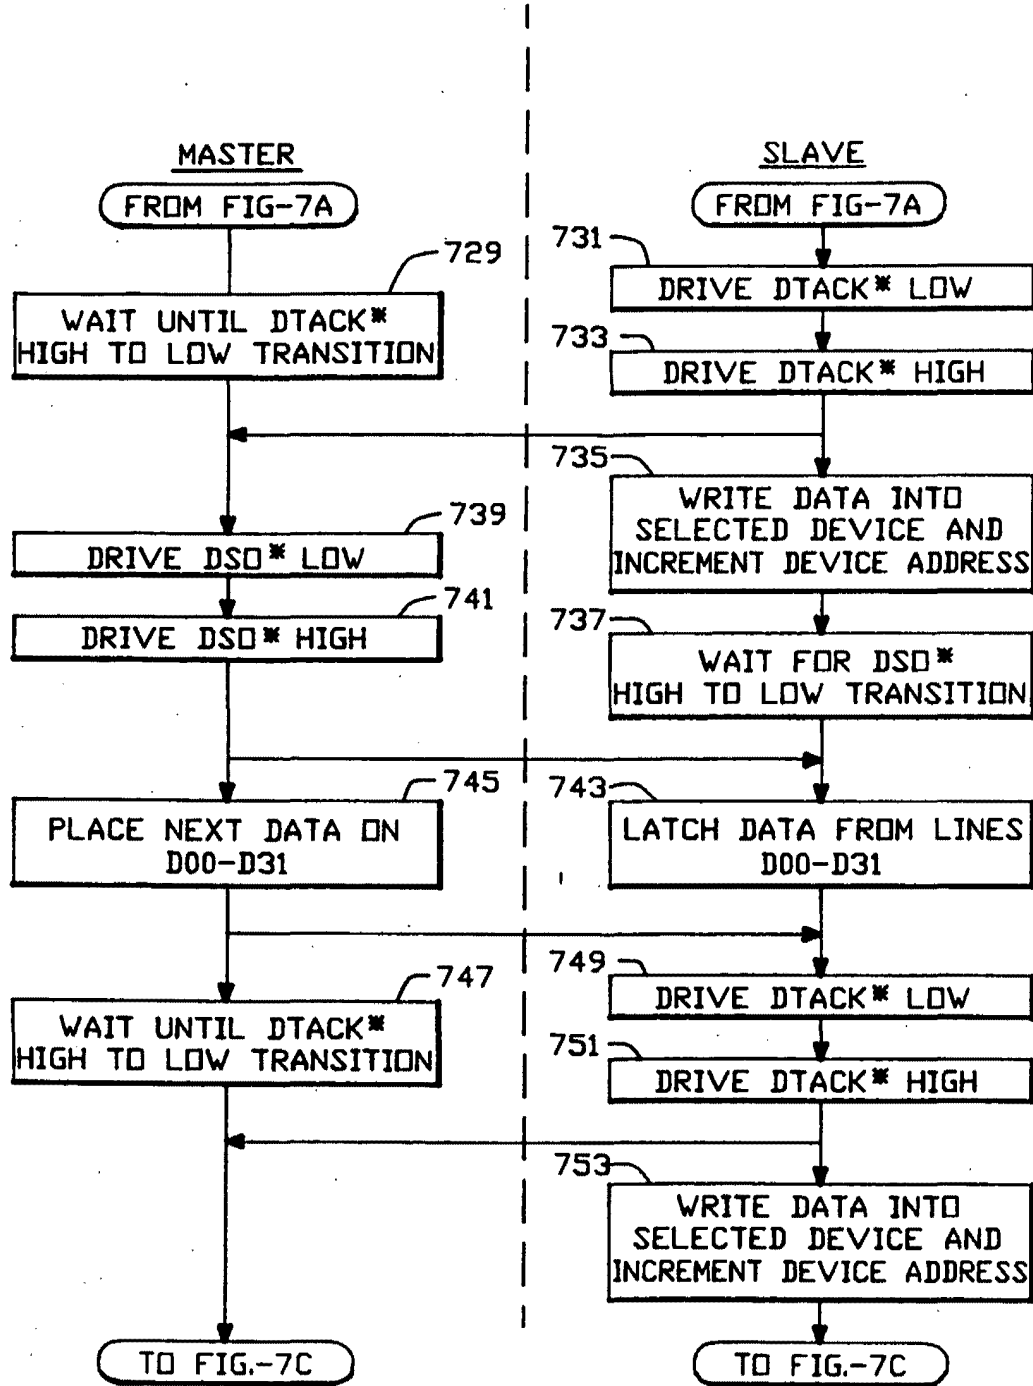 MASTER
FROM FIG-7A
729
WAIT UNTIL DTACK*
HIGH TO LOW TRANSITION
739
DRIVE DS0* LOW
741
DRIVE DS0* HIGH
745
PLACE NEXT DATA ON
D00-D31
747
WAIT UNTIL DTACK*
HIGH TO LOW TRANSITION
TO FIG.-7C
SLAVE
FROM FIG-7A
731
DRIVE DTACK* LOW
733
DRIVE DTACK* HIGH
735
WRITE DATA INTO
SELECTED DEVICE AND
INCREMENT DEVICE ADDRESS
737
WAIT FOR DS0*
HIGH TO LOW TRANSITION
743
LATCH DATA FROM LINES
D00-D31
749
DRIVE DTACK* LOW
751
DRIVE DTACK* HIGH
753
WRITE DATA INTO
SELECTED DEVICE AND
INCREMENT DEVICE ADDRESS
TO FIG.-7C